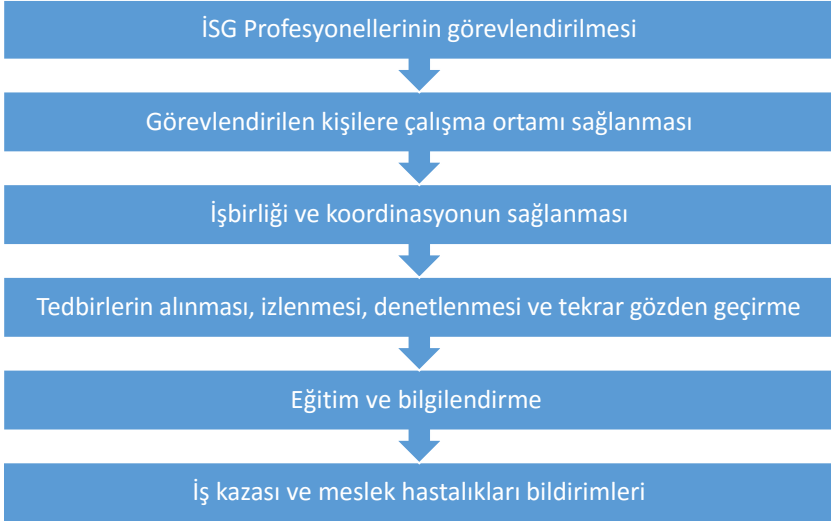 İSG Profesyonellerinin görevlendirilmesi
Görevlendirilen kişilere çalışma ortamı sağlanması
İşbirliği ve koordinasyonun sağlanması
Tedbirlerin alınması, izlenmesi, denetlenmesi ve tekrar gözden geçirme
Eğitim ve bilgilendirme
İş kazası ve meslek hastalıkları bildirimleri